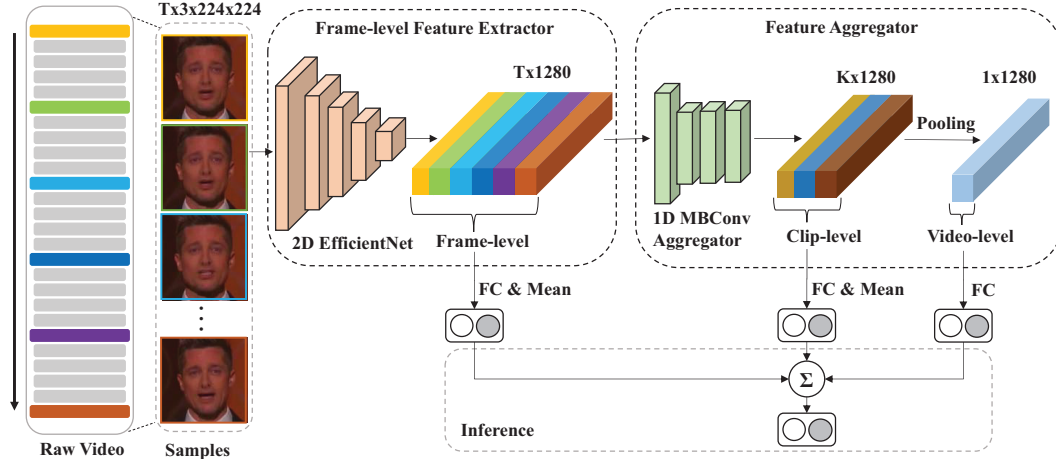 Tx3x224x224
Frame-level Feature Extractor
Feature Aggregator
Tx1280
Kx1280
1x1280
Pooling
2D EfficientNet
Frame-level
1D MBConv
Aggregator
Clip-level
Video-level
FC & Mean
FC & Mean
FC
Σ
Inference
Raw Video
Samples